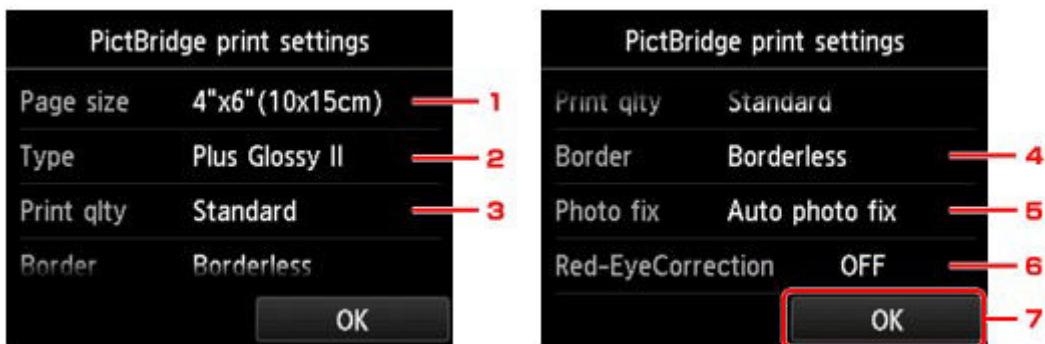 PictBridge print settings
Page size 4"x6"(10x15cm) 1
Type Plus Glossy II 2
Print qlty Standard 3
Border Borderless
OK
PictBridge print settings
Print qlty Standard
Border Borderless 4
Photo fix Auto photo fix 5
Red-EyeCorrection OFF 6
OK 7